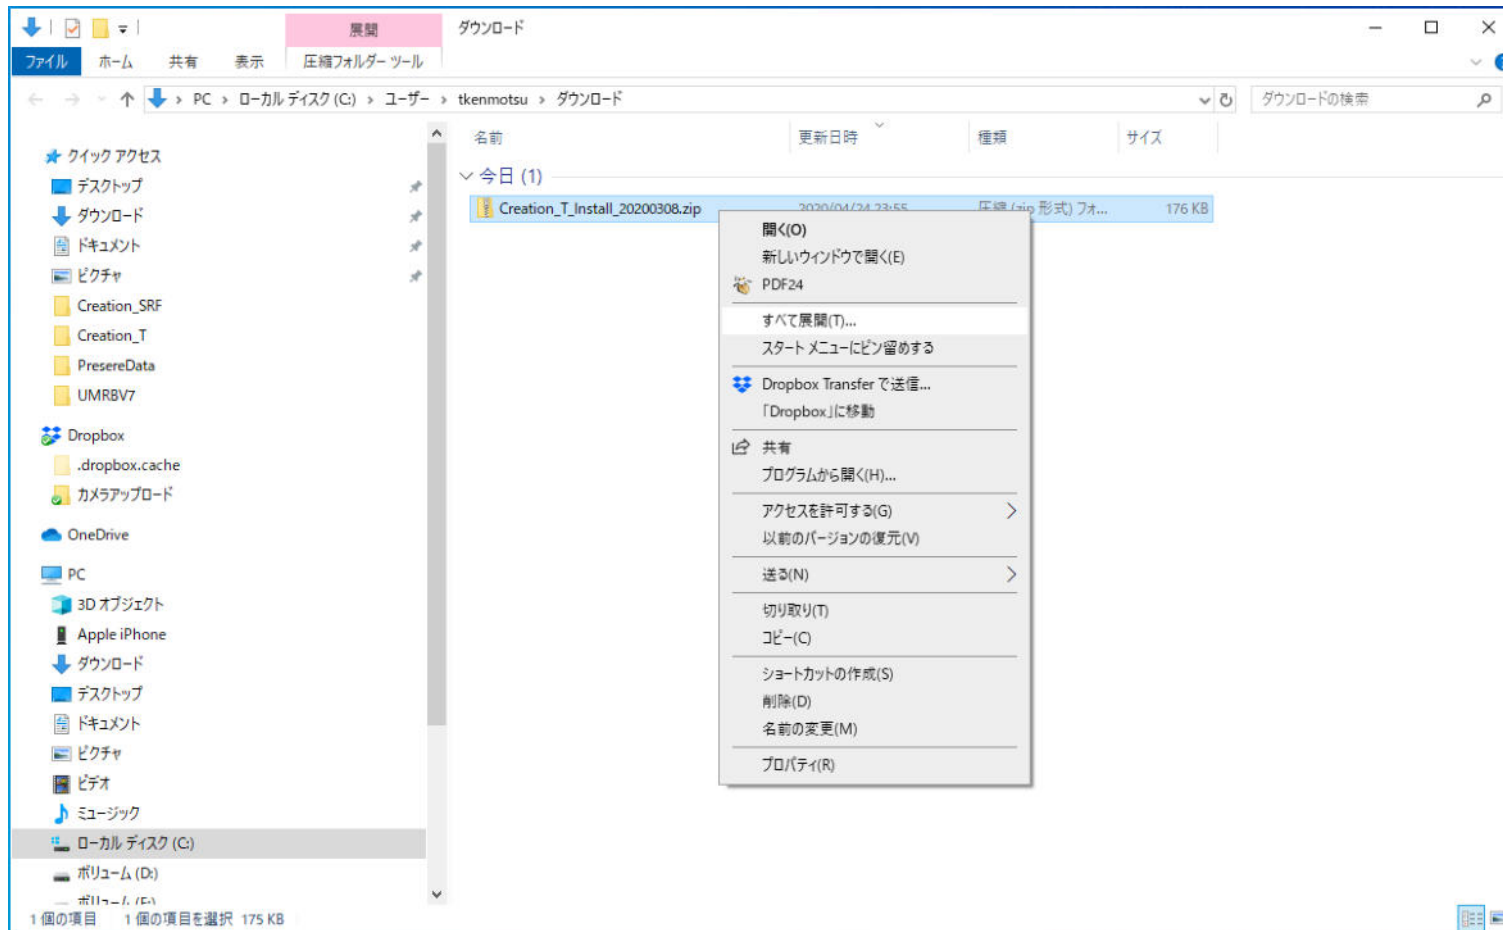 展開
ダウンロード
ファイル ホーム 共有 表示 圧縮フォルダー ツール
PC › ローカル ディスク (C:) › ユーザー › tkenmotsu › ダウンロード
ダウンロードの検索
名前 更新日時 種類 サイズ
クイック アクセス
デスクトップ
ダウンロード
ドキュメント
ピクチャ
Creation_SRF
Creation_T
PresereData
UMRBV7
Dropbox
.dropbox.cache
カメラアップロード
OneDrive
PC
3D オブジェクト
Apple iPhone
ダウンロード
デスクトップ
ドキュメント
ピクチャ
ビデオ
ミュージック
ローカル ディスク (C:)
ボリューム (D:)
今日 (1)
Creation_T_Install_20200308.zip 2020/04/24 23:55 圧縮 (zip 形式) フォ... 176 KB
開く(O)
新しいウィンドウで開く(E)
PDF24
すべて展開(T)...
スタート メニューにピン留めする
Dropbox Transfer で送信...
「Dropbox」に移動
共有
プログラムから開く(H)...
アクセスを許可する(G)
以前のバージョンの復元(V)
送る(N)
切り取り(T)
コピー(C)
ショートカットの作成(S)
削除(D)
名前の変更(M)
プロパティ(R)
1 個の項目 1 個の項目を選択 175 KB